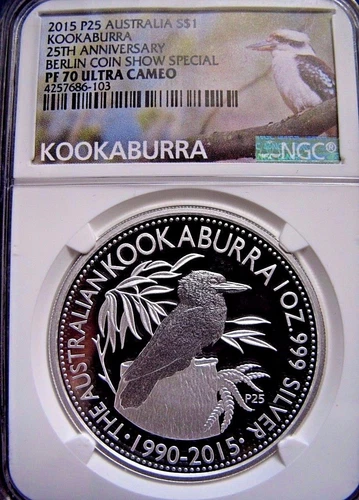 2015 P25 AUSTRALIA S$1
KOOKABURRA
25TH ANNIVERSARY
BERLIN COIN SHOW SPECIAL
PF 70 ULTRA CAMEO
4257686-103
KOOKABURRA
NGC®
THE AUSTRALIAN KOOKABURRA 1 OZ. 999 SILVER
P25
·1990-2015·